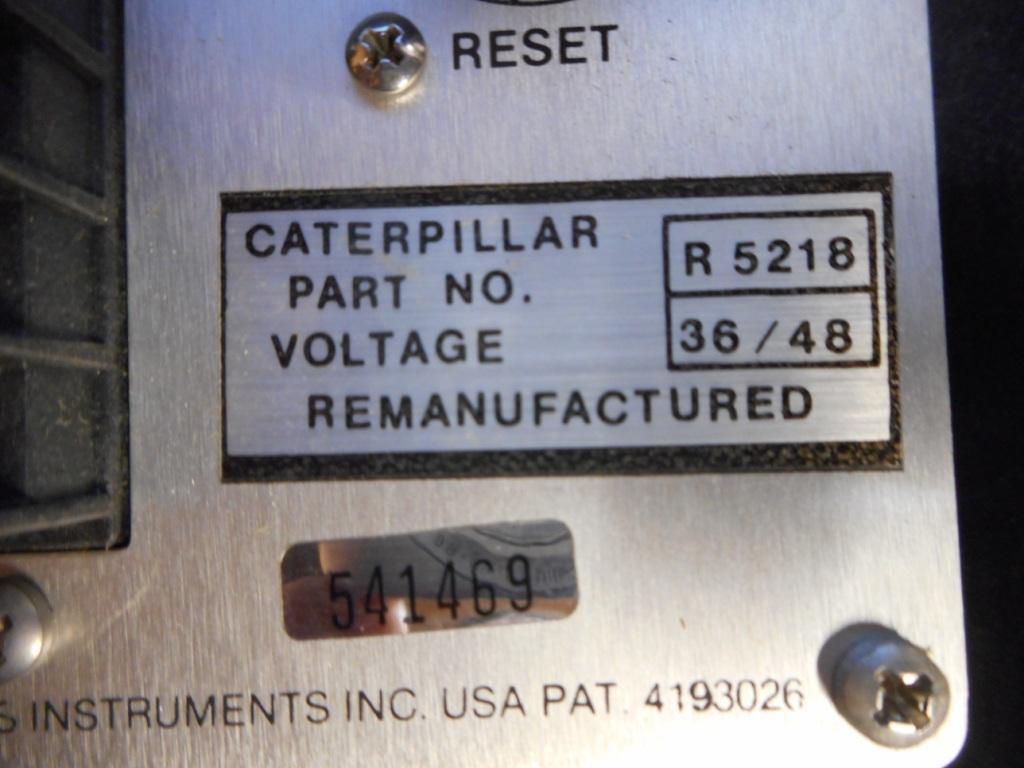 RESET
CATERPILLAR
PART NO.
R 5218
VOLTAGE
36 / 48
REMANUFACTURED
541469
S INSTRUMENTS INC. USA PAT. 4193026